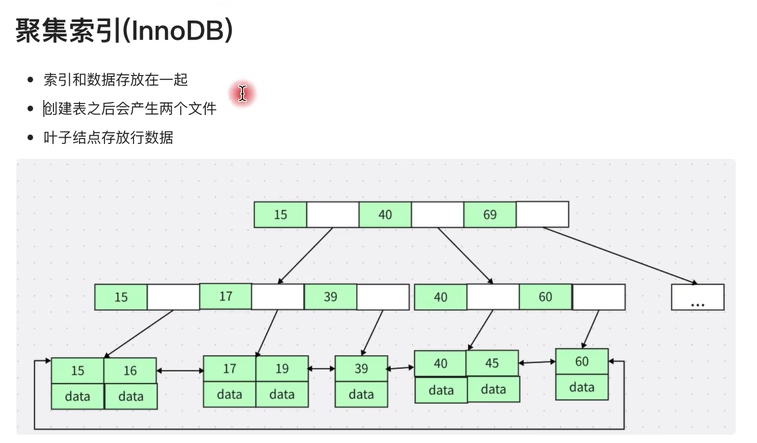 聚集索引(InnoDB)
索引和数据存放在一起
创建表之后会产生两个文件
叶子结点存放行数据
15 40 69
15 17 39 40 60 ...
15 16 17 19 39 40 45 60
data data data data data data data data